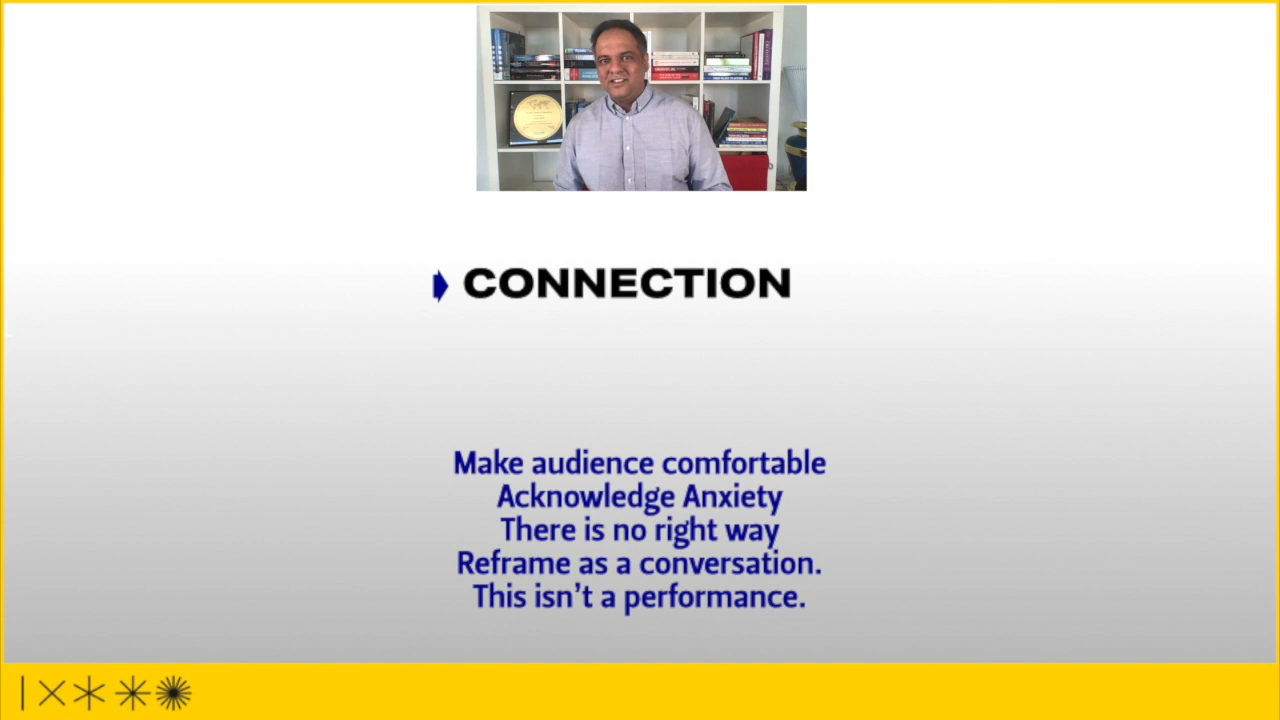 CONNECTION
Make audience comfortable
Acknowledge Anxiety
There is no right way
Reframe as a conversation.
This isn’t a performance.